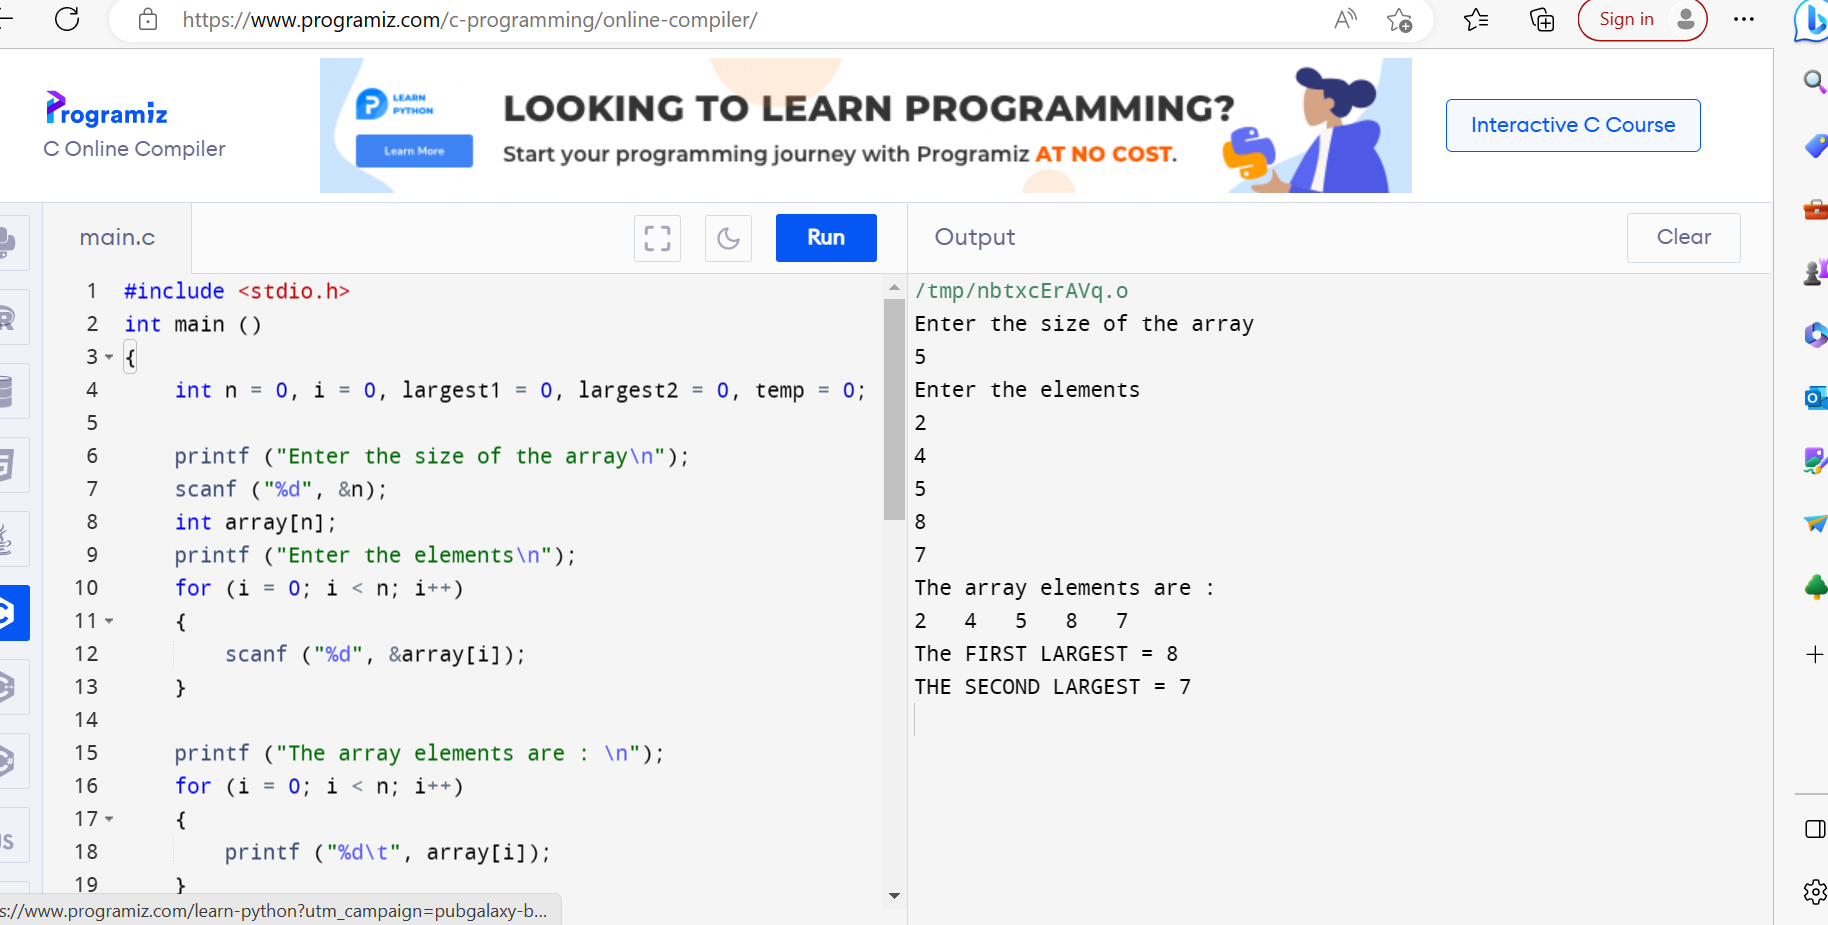 https://www.programiz.com/c-programming/online-compiler/
Sign in
Programiz
C Online Compiler
LEARN
PYTHON
Learn More
LOOKING TO LEARN PROGRAMMING?
Start your programming journey with Programiz AT NO COST.
Interactive C Course
main.c
Run
Output
Clear
1 #include <stdio.h>
2 int main ()
3 {
4 int n = 0, i = 0, largest1 = 0, largest2 = 0, temp = 0;
5
6 printf ("Enter the size of the array\n");
7 scanf ("%d", &n);
8 int array[n];
9 printf ("Enter the elements\n");
10 for (i = 0; i < n; i++)
11 {
12 scanf ("%d", &array[i]);
13 }
14
15 printf ("The array elements are : \n");
16 for (i = 0; i < n; i++)
17 {
18 printf ("%d\t", array[i]);
19 }
/tmp/nbtxcErAVq.o
Enter the size of the array
5
Enter the elements
2
4
5
8
7
The array elements are :
2 4 5 8 7
The FIRST LARGEST = 8
THE SECOND LARGEST = 7
s://www.programiz.com/learn-python?utm_campaign=pubgalaxy-b...